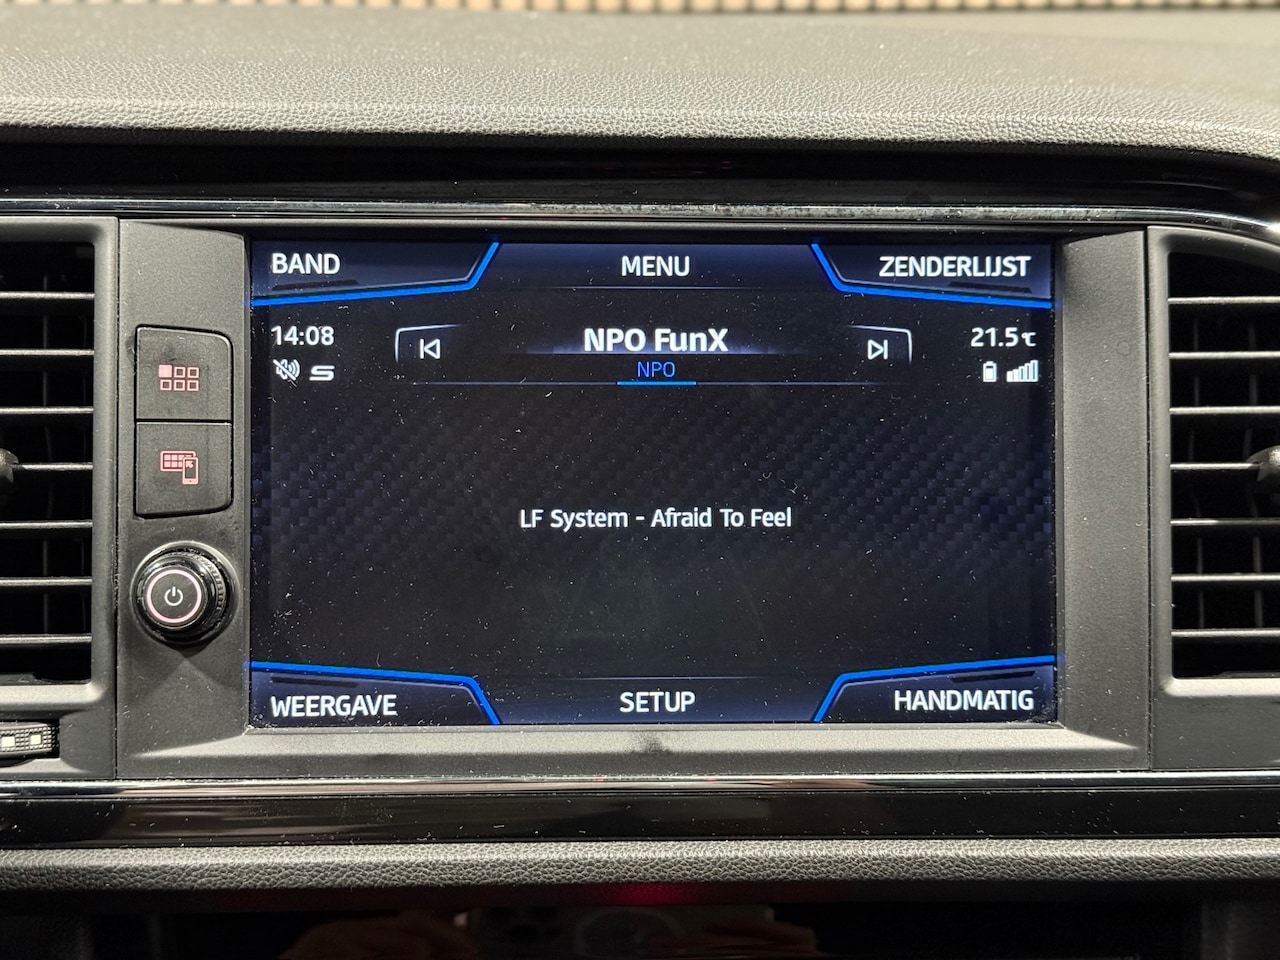 BAND MENU ZENDERLIJST
14:08 NPO FunX 21.5℃
NPO
LF System - Afraid To Feel
WEERGAVE SETUP HANDMATIG